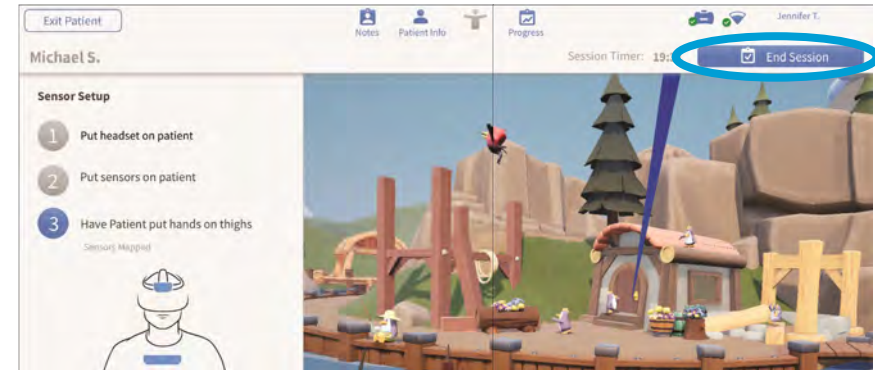 Exit Patient
Notes
Patient Info
Progress
Jennifer T.
Michael S.
Session Timer: 19:
End Session
Sensor Setup
1 Put headset on patient
2 Put sensors on patient
3 Have Patient put hands on thighs
Sensors Mapped